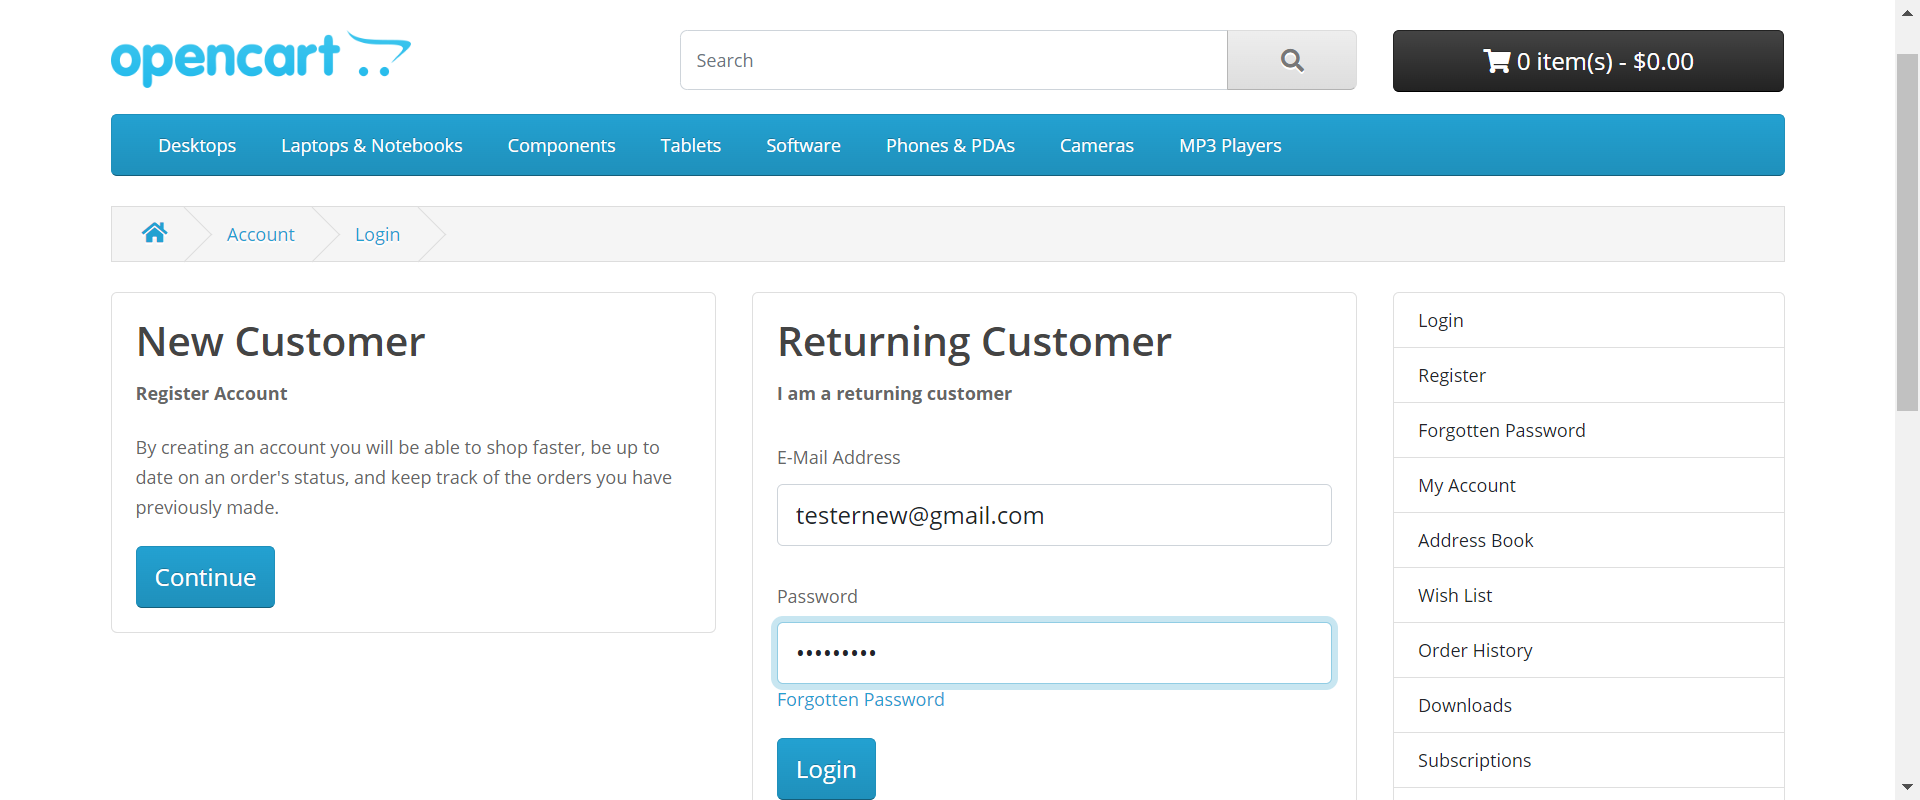 opencart
Search
0 item(s) - $0.00
Desktops Laptops & Notebooks Components Tablets Software Phones & PDAs Cameras MP3 Players
Account Login
New Customer
Register Account
By creating an account you will be able to shop faster, be up to
date on an order's status, and keep track of the orders you have
previously made.
Continue
Returning Customer
I am a returning customer
E-Mail Address
testernew@gmail.com
Password
•••••••••
Forgotten Password
Login
Login
Register
Forgotten Password
My Account
Address Book
Wish List
Order History
Downloads
Subscriptions